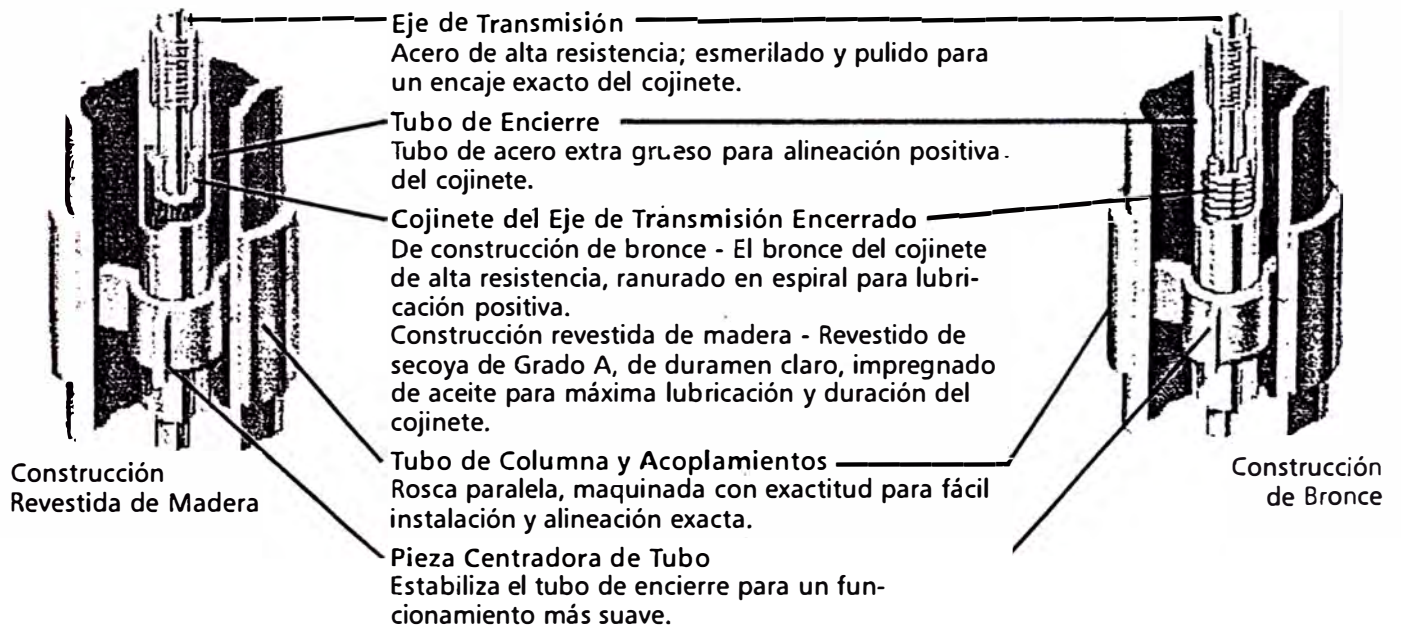 Eje de Transmisión
Acero de alta resistencia; esmerilado y pulido para
un encaje exacto del cojinete.
Tubo de Encierre
Tubo de acero extra grueso para alineación positiva.
del cojinete.
Cojinete del Eje de Transmisión Encerrado
De construcción de bronce - El bronce del cojinete
de alta resistencia, ranurado en espiral para lubri-
cación positiva.
Construcción revestida de madera - Revestido de
secoya de Grado A, de duramen claro, impregnado
de aceite para máxima lubricación y duración del
cojinete.
Tubo de Columna y Acoplamientos
Rosca paralela, maquinada con exactitud para fácil
instalación y alineación exacta.
Pieza Centradora de Tubo
Estabiliza el tubo de encierre para un fun-
cionamiento más suave.
Construcción
Revestida de Madera
Construcción
de Bronce